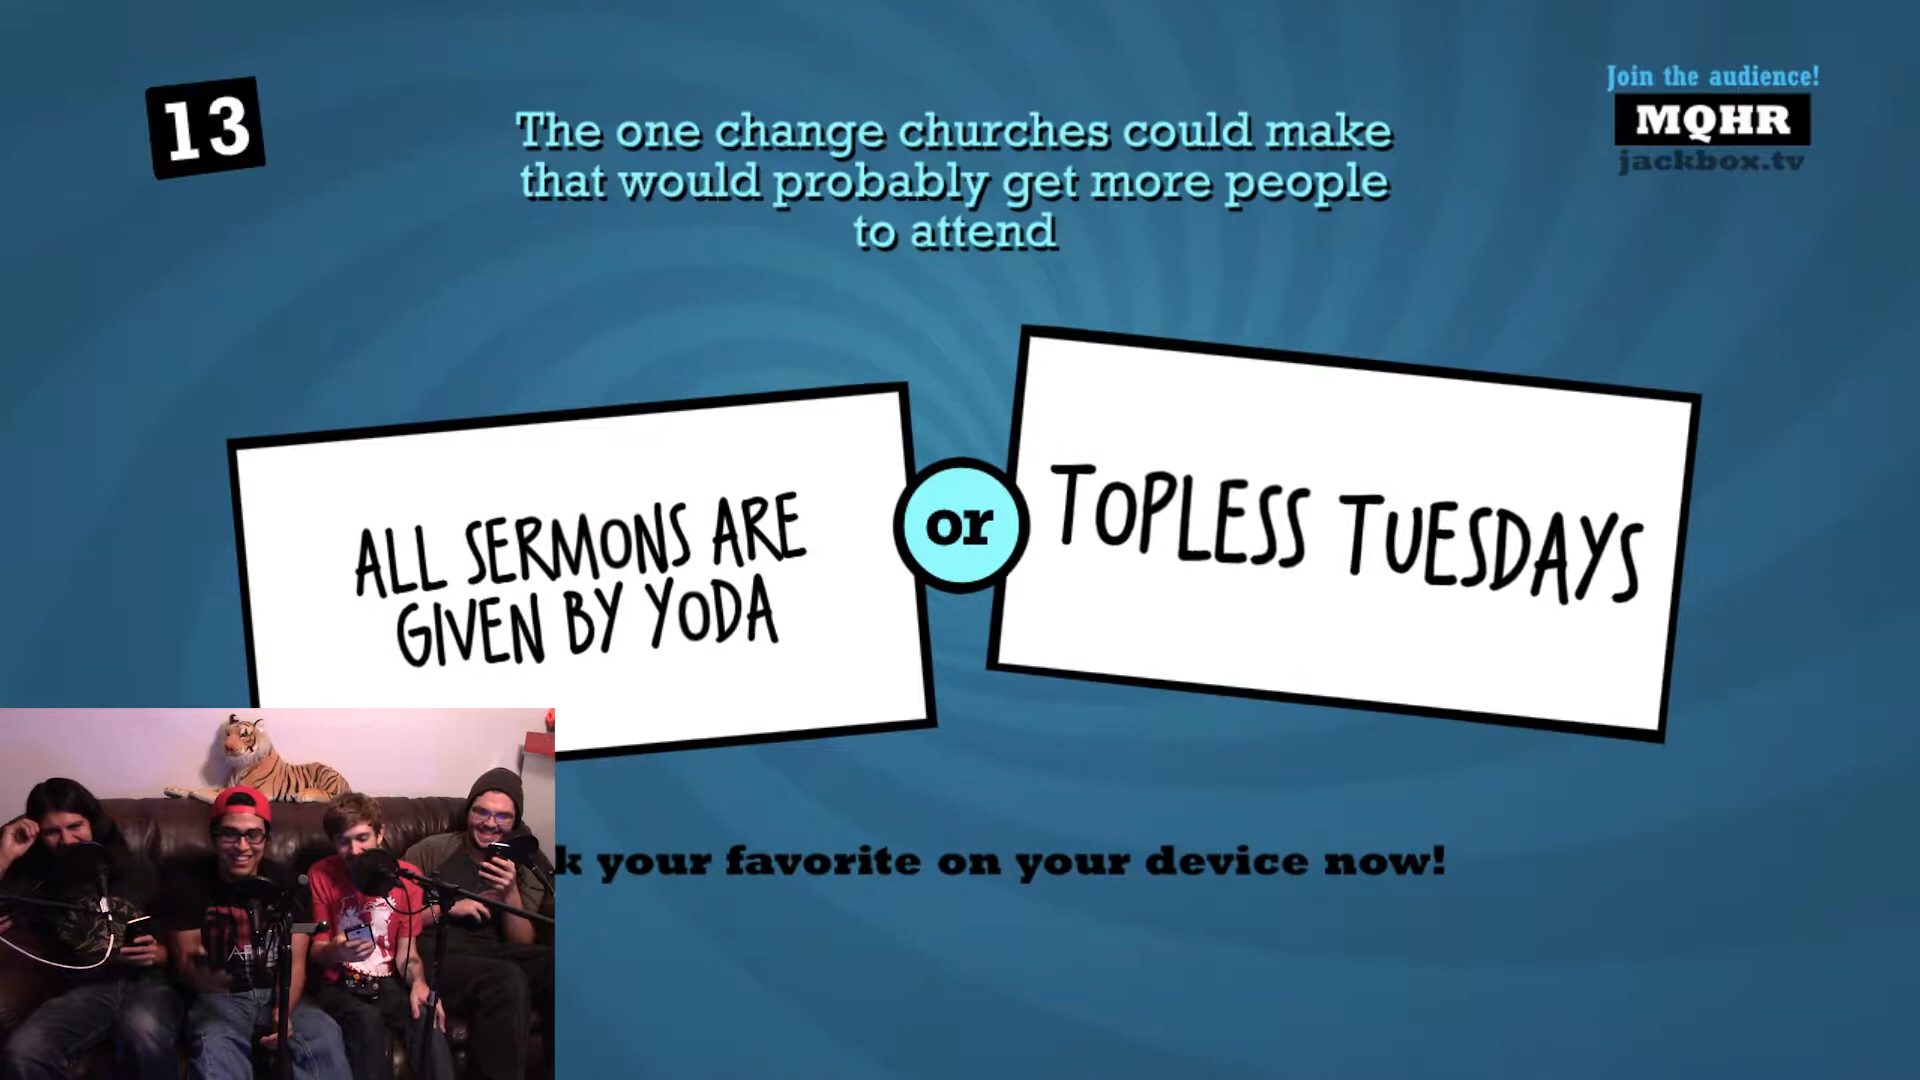 13
Join the audience!
MQHR
jackbox.tv
The one change churches could make
that would probably get more people
to attend
ALL SERMONS ARE
GIVEN BY YODA
or
TOPLESS TUESDAYS
k your favorite on your device now!